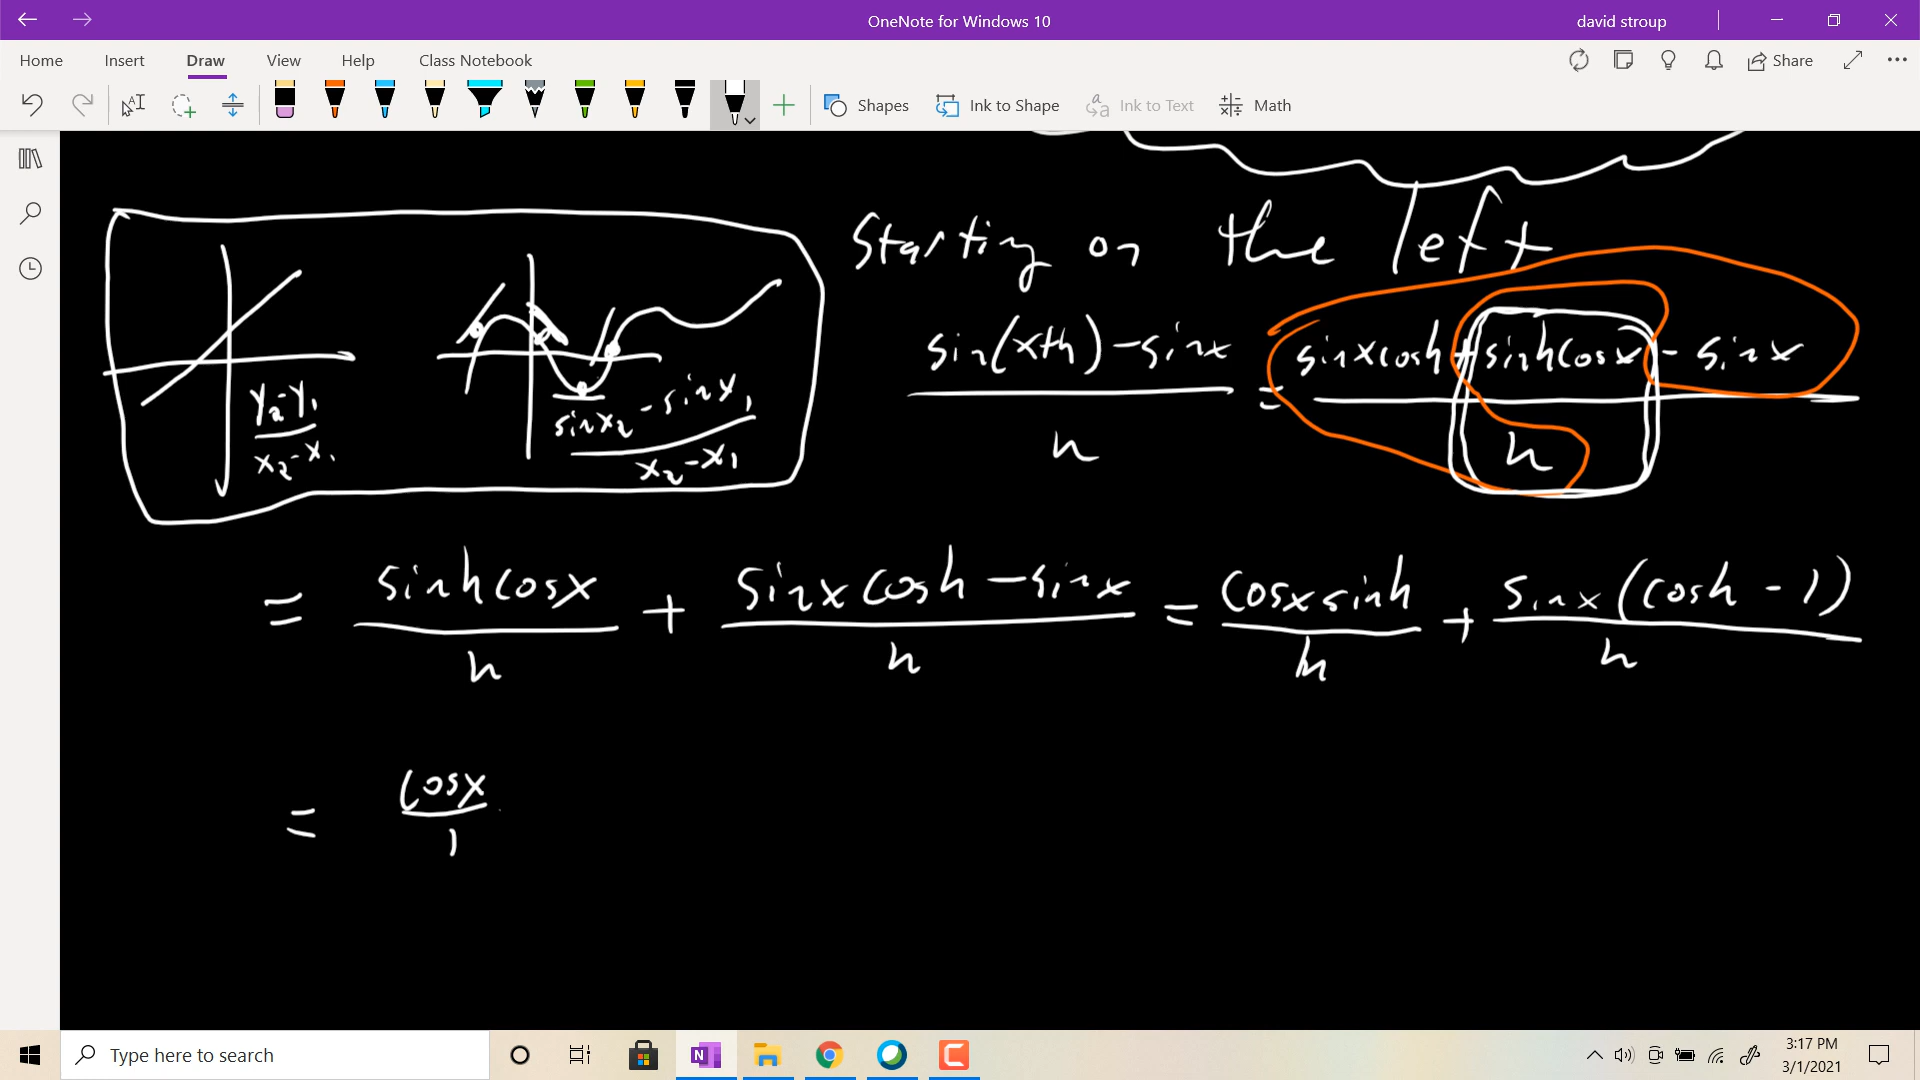 OneNote for Windows 10
david stroup
Home Insert Draw View Help Class Notebook
Share
Shapes Ink to Shape Ink to Text Math
Starting on the left
y₂-y₁
x₂-x₁
sinx₂-sinx₁
x₂-x₁
sin(x+h)-sinx = sinxcosh+sinhcosx-sinx
h h
= sinhcosx + sinxcosh-sinx = cosxsinh + sinx(cosh-1)
h h h h
= cosx
1
Type here to search
3:17 PM
3/1/2021